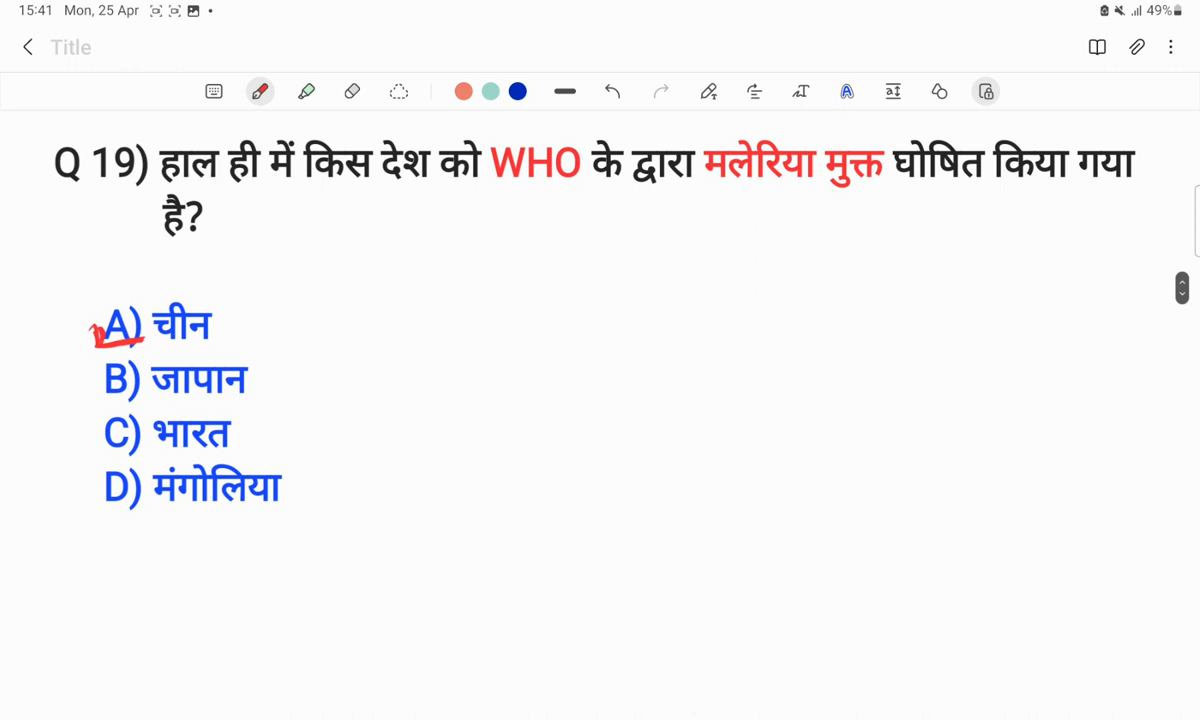 15:41 Mon, 25 Apr 49%
Title
Q 19) हाल ही में किस देश को WHO के द्वारा मलेरिया मुक्त घोषित किया गया
है?
A) चीन
B) जापान
C) भारत
D) मंगोलिया